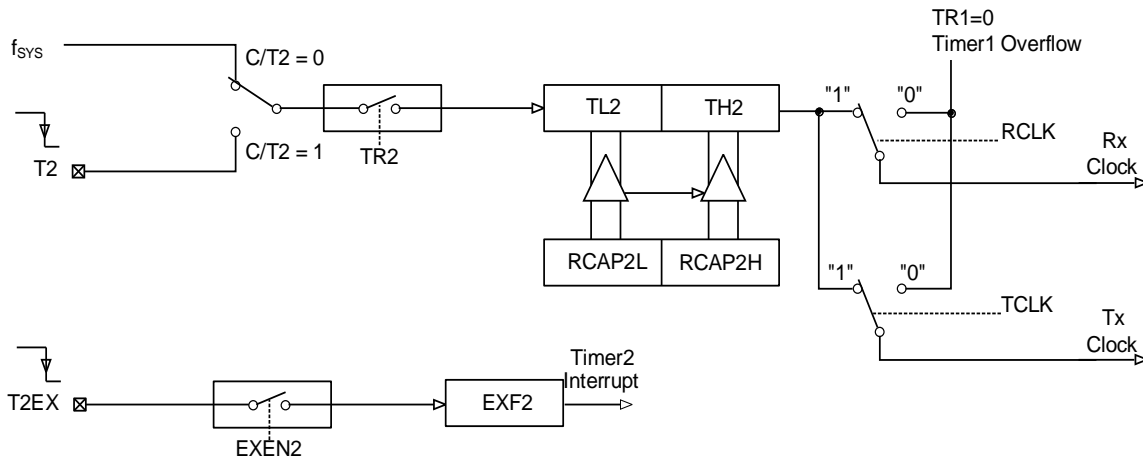 TR1=0
Timer1 Overflow
fSYS
C/T2 = 0
TL2 TH2
"1" "0"
RCLK
Rx
Clock
T2
C/T2 = 1
TR2
RCAP2L RCAP2H
"1" "0"
TCLK
Tx
Clock
Timer2
Interrupt
T2EX
EXF2
EXEN2